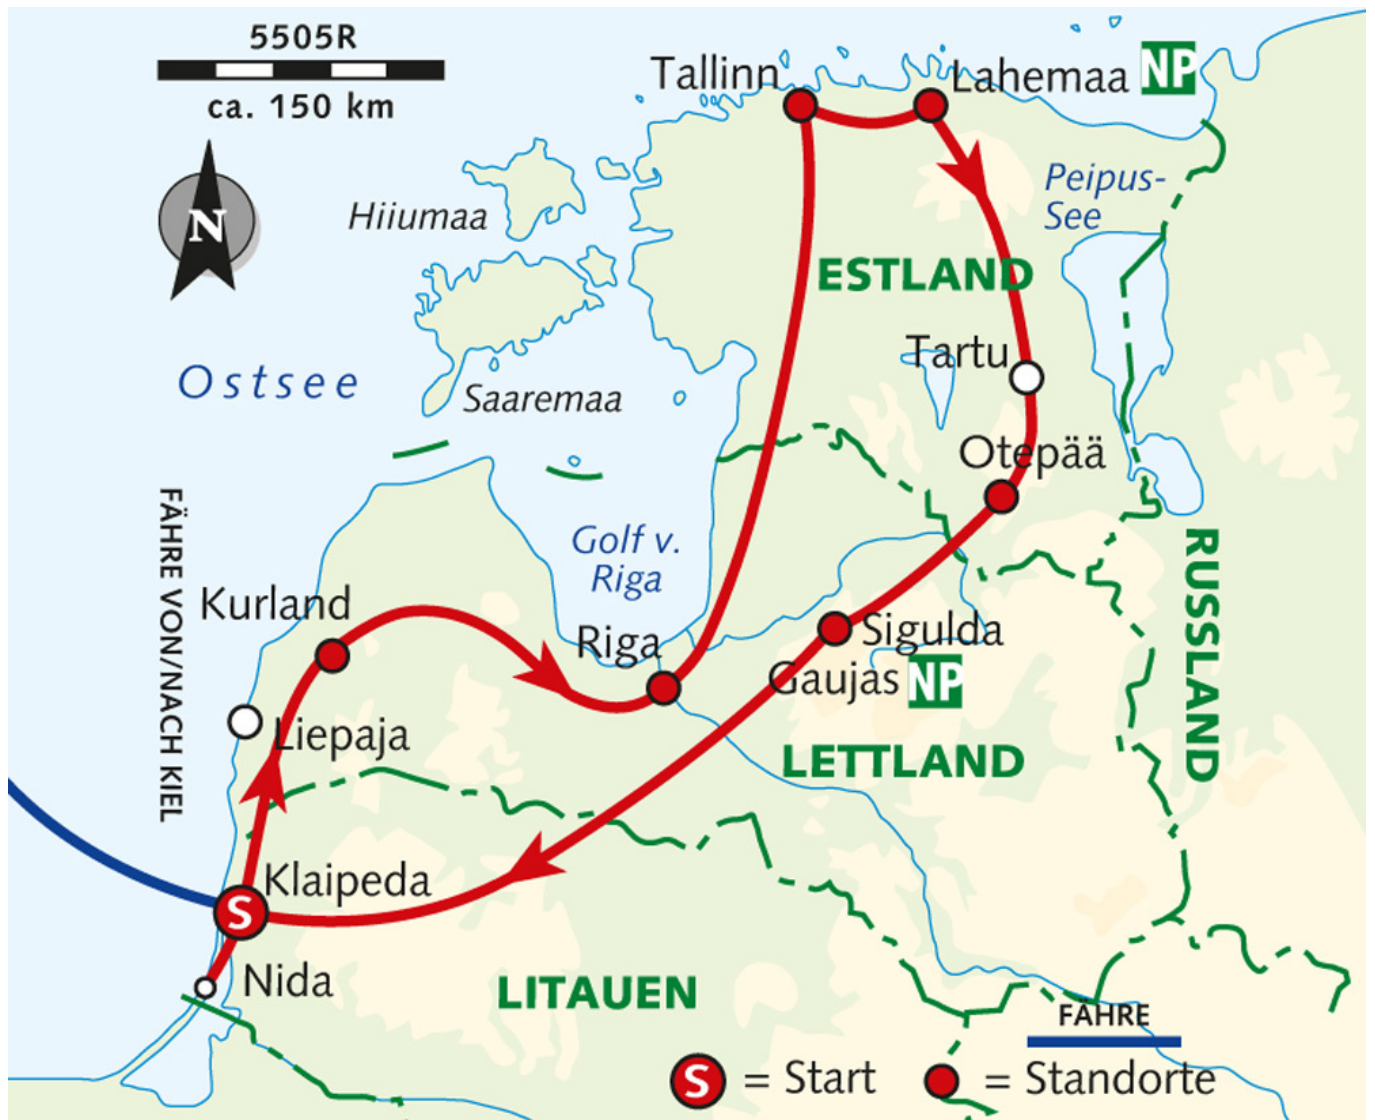 5505R
ca. 150 km
N
Tallinn
Lahemaa NP
Peipus-
See
Hiiumaa
ESTLAND
Tartu
Ostsee
Saaremaa
Otepää
FÄHRE VON/NACH KIEL
Golf v.
Riga
RUSSLAND
Kurland
Riga
Sigulda
Gaujas NP
Liepaja
LETTLAND
Klaipeda
S
Nida
LITAUEN
FÄHRE
S = Start
= Standorte